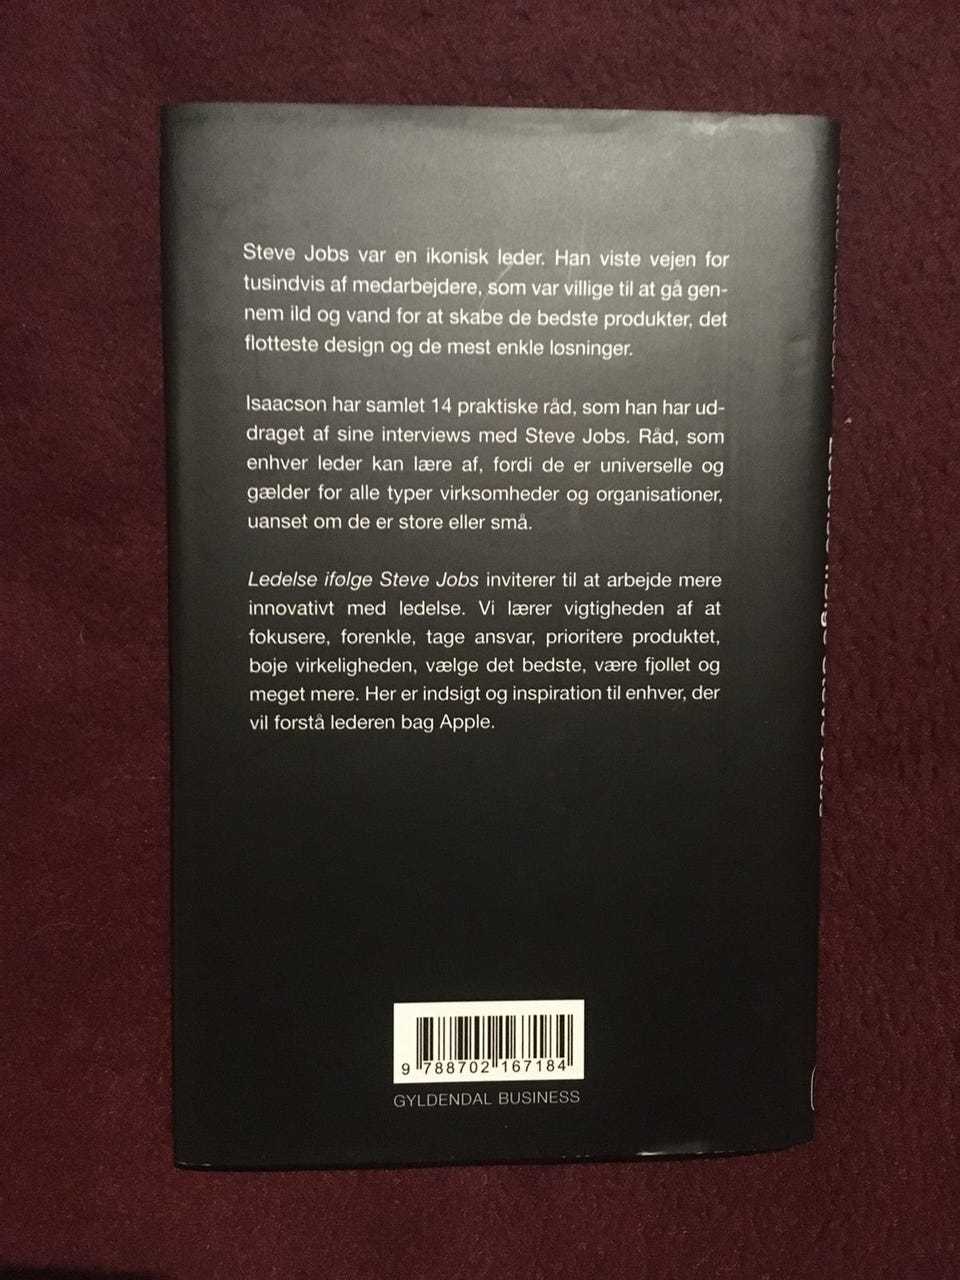 Steve Jobs var en ikonisk leder. Han viste vejen for
tusindvis af medarbejdere, som var villige til at gå gen-
nem ild og vand for at skabe de bedste produkter, det
flotteste design og de mest enkle løsninger.
Isaacson har samlet 14 praktiske råd, som han har ud-
draget af sine interviews med Steve Jobs. Råd, som
enhver leder kan lære af, fordi de er universelle og
gælder for alle typer virksomheder og organisationer,
uanset om de er store eller små.
Ledelse ifølge Steve Jobs inviterer til at arbejde mere
innovativt med ledelse. Vi lærer vigtigheden af at
fokusere, forenkle, tage ansvar, prioritere produktet,
bøje virkeligheden, vælge det bedste, være fjollet og
meget mere. Her er indsigt og inspiration til enhver, der
vil forstå lederen bag Apple.
9 788702 167184
GYLDENDAL BUSINESS